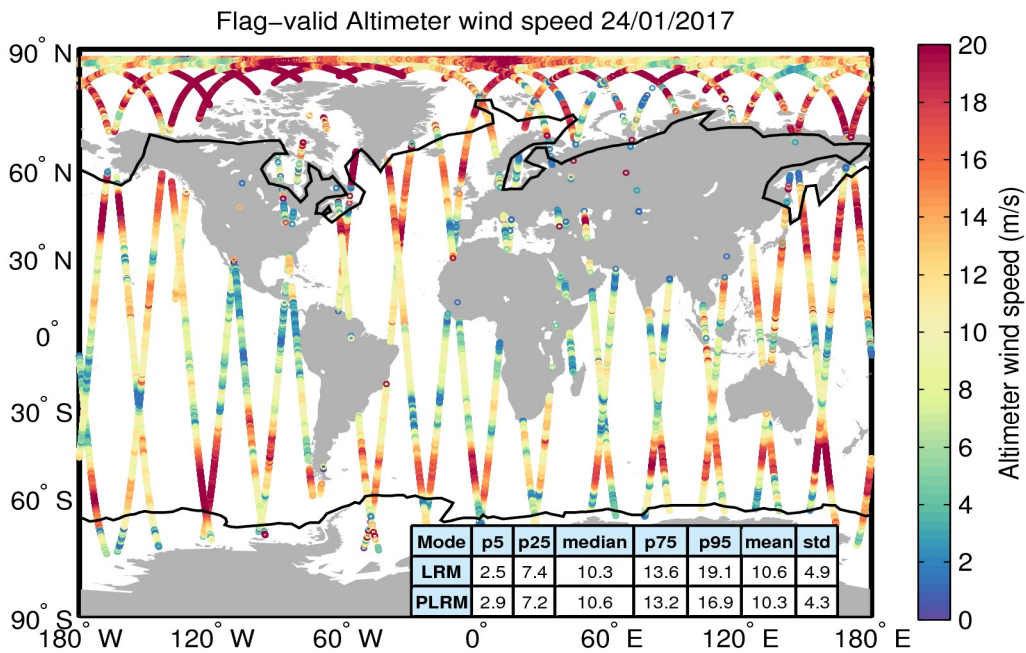 Flag−valid Altimeter wind speed 24/01/2017
90° N
60° N
30° N
0°
30° S
60° S
90° S
180° W
120° W
60° W
0°
60° E
120° E
180° E
Mode p5 p25 median p75 p95 mean std
LRM 2.5 7.4 10.3 13.6 19.1 10.6 4.9
PLRM 2.9 7.2 10.6 13.2 16.9 10.3 4.3
20
18
16
14
12
10
8
6
4
2
0
Altimeter wind speed (m/s)